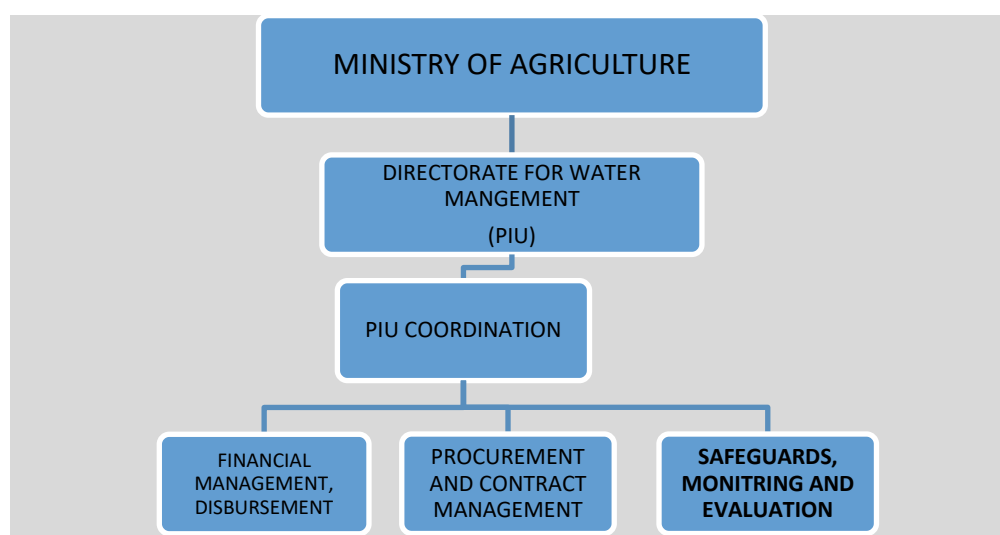 MINISTRY OF AGRICULTURE
DIRECTORATE FOR WATER
MANGEMENT
(PIU)
PIU COORDINATION
FINANCIAL
MANAGEMENT,
DISBURSEMENT
PROCUREMENT
AND CONTRACT
MANAGEMENT
SAFEGUARDS,
MONITRING AND
EVALUATION